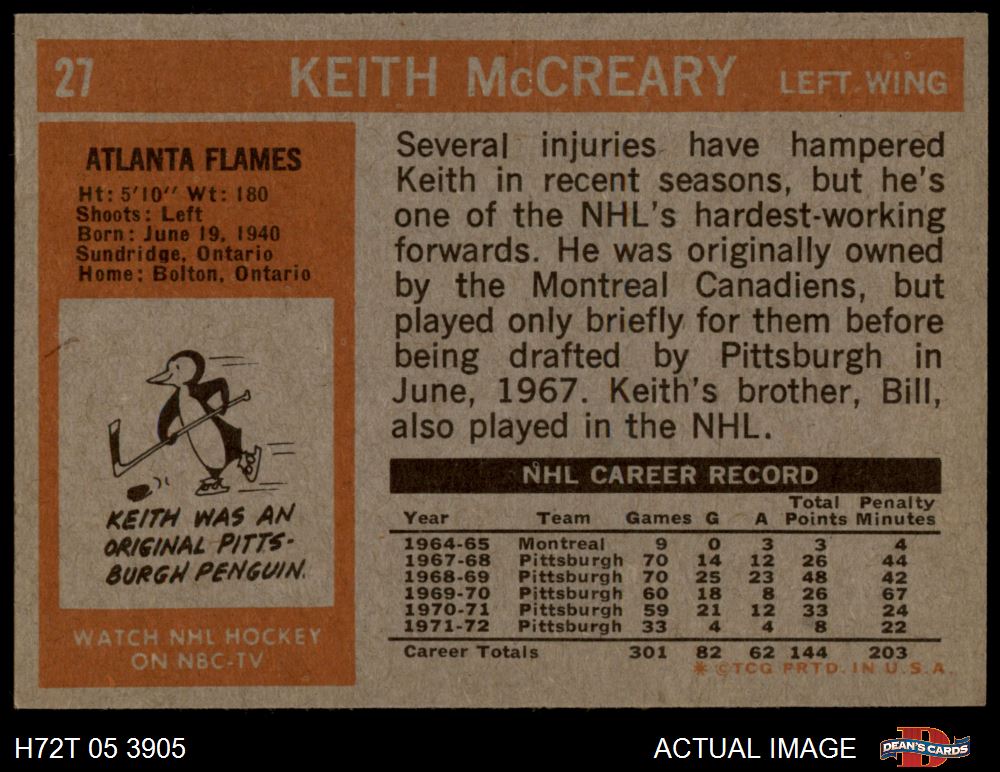 27 KEITH McCREARY LEFT WING
ATLANTA FLAMES
Ht: 5'10" Wt: 180
Shoots: Left
Born: June 19, 1940
Sundridge, Ontario
Home: Bolton, Ontario
KEITH WAS AN
ORIGINAL PITTS-
BURGH PENGUIN.
WATCH NHL HOCKEY
ON NBC-TV
Several injuries have hampered
Keith in recent seasons, but he's
one of the NHL's hardest-working
forwards. He was originally owned
by the Montreal Canadiens, but
played only briefly for them before
being drafted by Pittsburgh in
June, 1967. Keith's brother, Bill,
also played in the NHL.
NHL CAREER RECORD
Year Team Games G A Total Points Penalty Minutes
1964-65 Montreal 9 0 3 3 4
1967-68 Pittsburgh 70 14 12 26 44
1968-69 Pittsburgh 70 25 23 48 42
1969-70 Pittsburgh 60 18 8 26 67
1970-71 Pittsburgh 59 21 12 33 24
1971-72 Pittsburgh 33 4 4 8 22
Career Totals 301 82 62 144 203
* ©TCG PRTD. IN U.S.A.
H72T 05 3905 ACTUAL IMAGE D DEAN'S CARDS